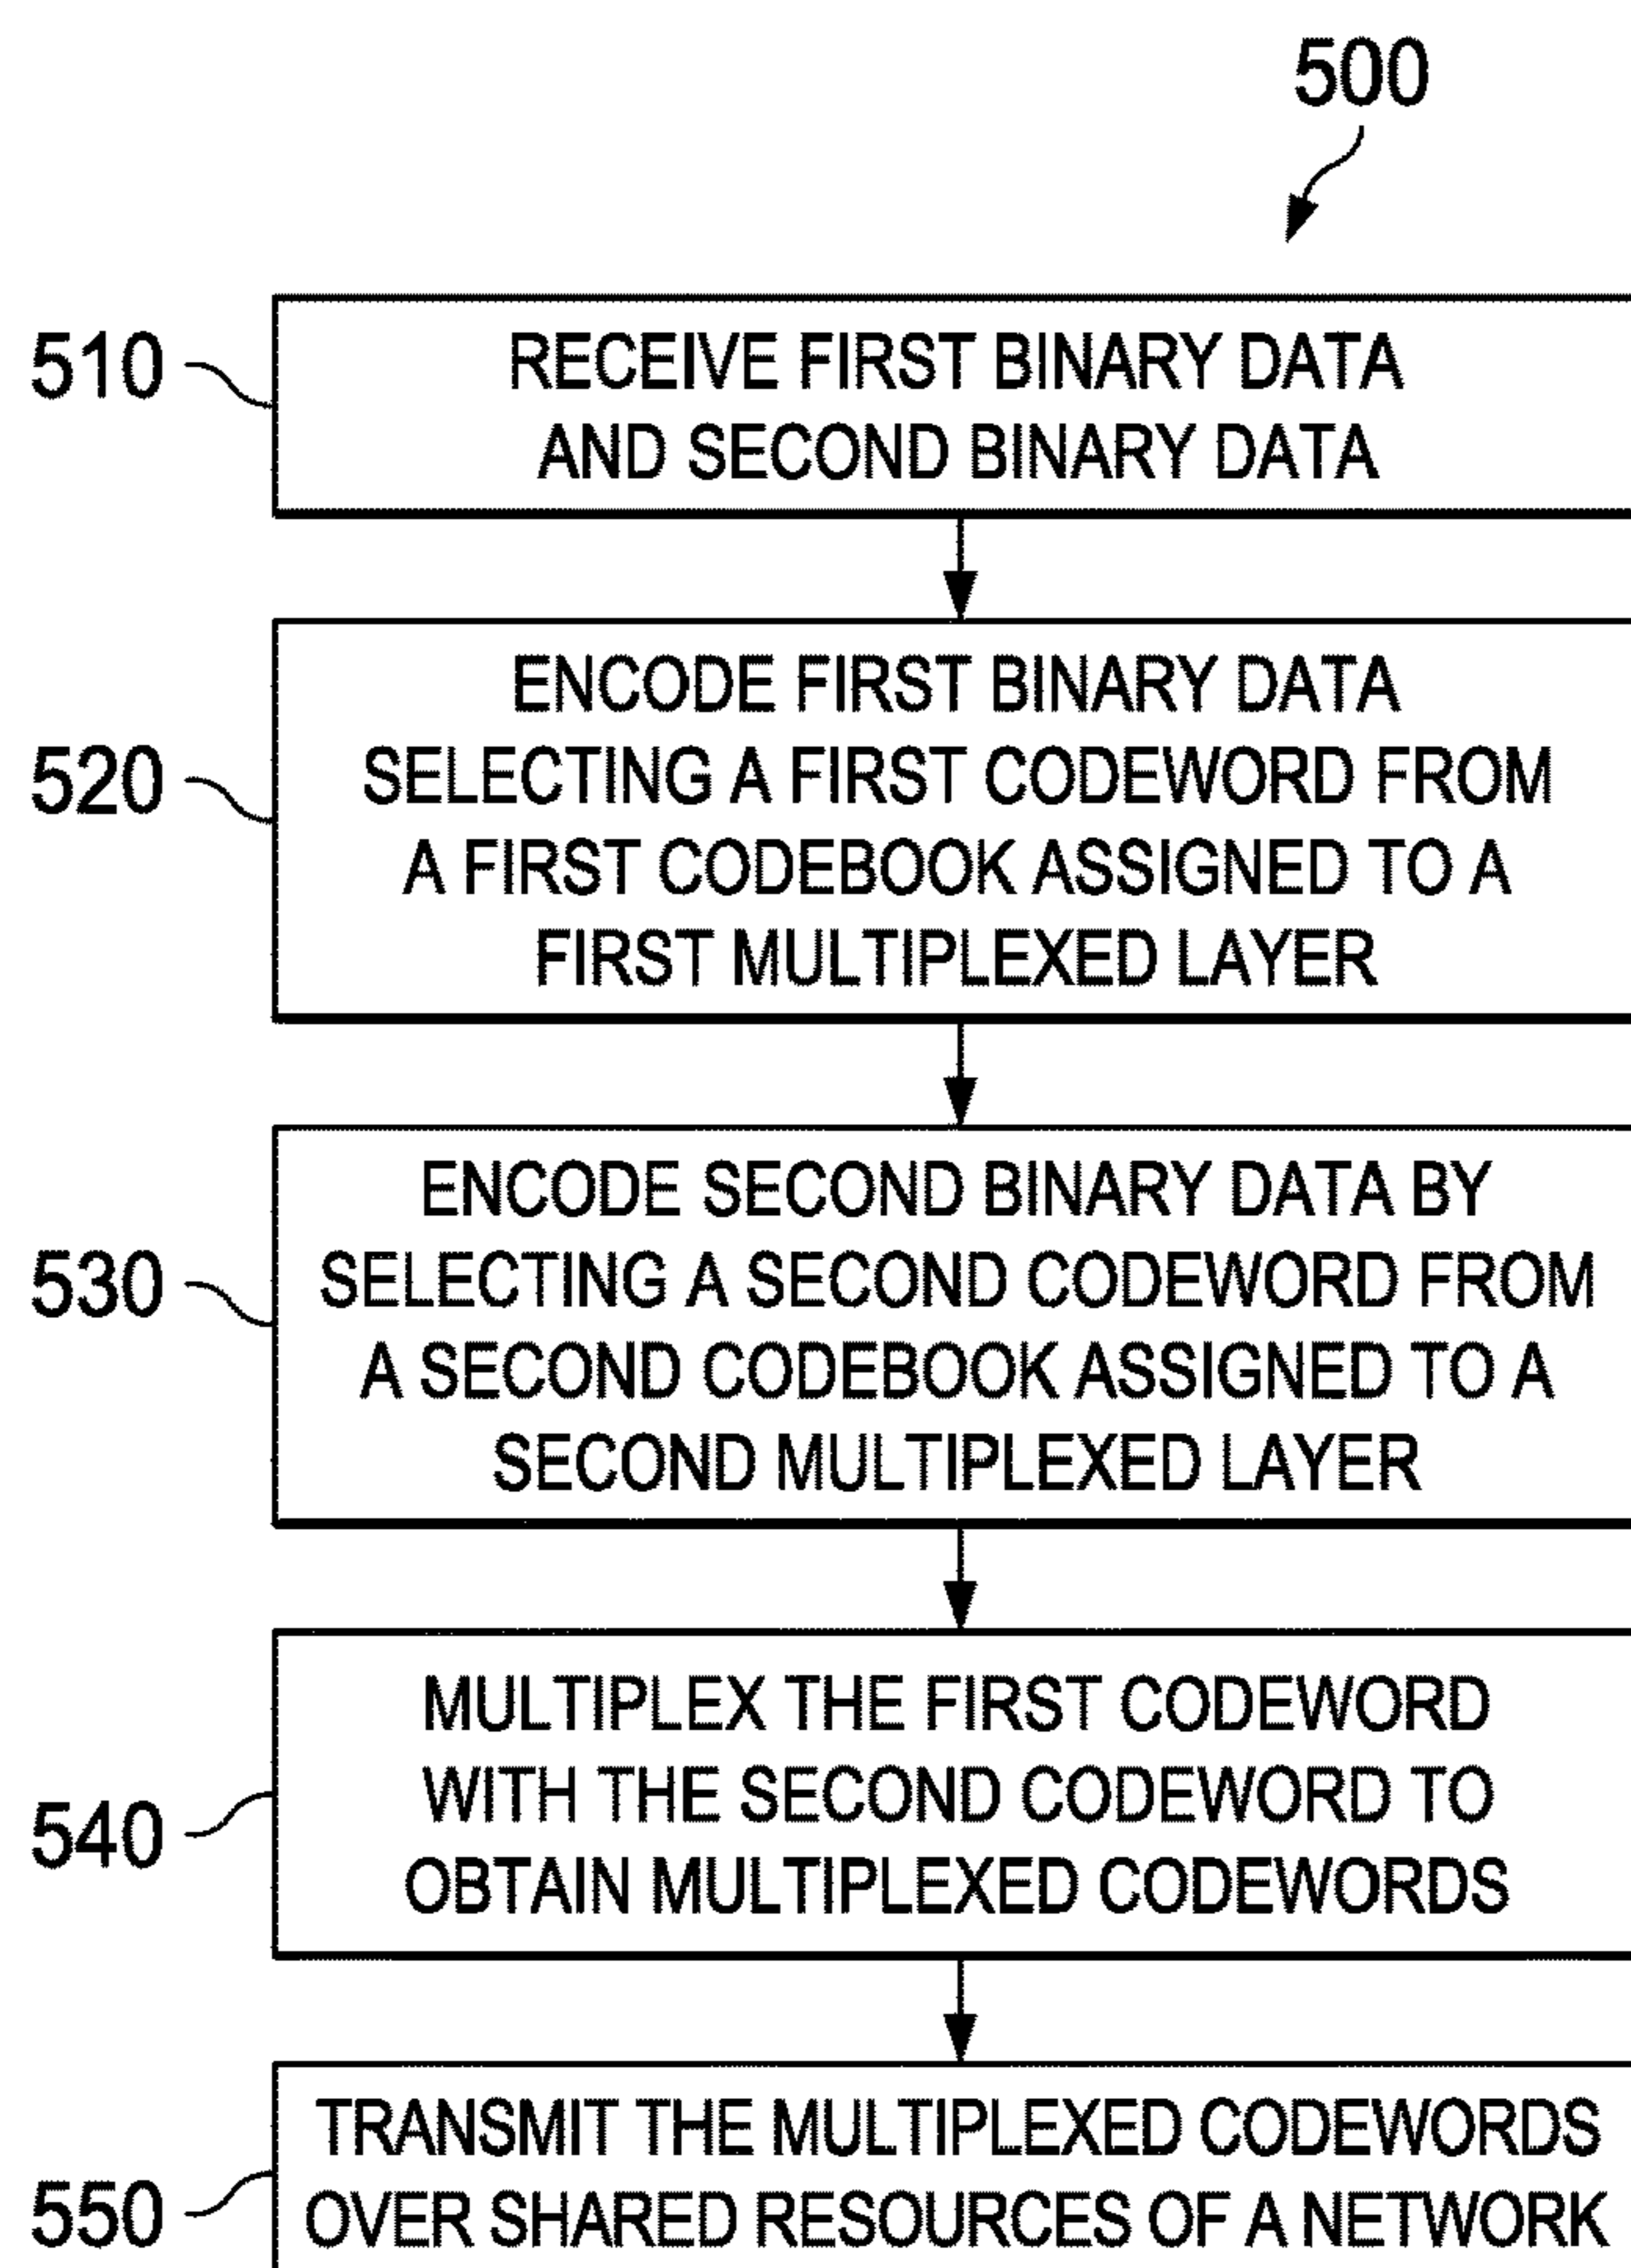 500
510
RECEIVE FIRST BINARY DATA
AND SECOND BINARY DATA
520
ENCODE FIRST BINARY DATA
SELECTING A FIRST CODEWORD FROM
A FIRST CODEBOOK ASSIGNED TO A
FIRST MULTIPLEXED LAYER
530
ENCODE SECOND BINARY DATA BY
SELECTING A SECOND CODEWORD FROM
A SECOND CODEBOOK ASSIGNED TO A
SECOND MULTIPLEXED LAYER
540
MULTIPLEX THE FIRST CODEWORD
WITH THE SECOND CODEWORD TO
OBTAIN MULTIPLEXED CODEWORDS
550
TRANSMIT THE MULTIPLEXED CODEWORDS
OVER SHARED RESOURCES OF A NETWORK